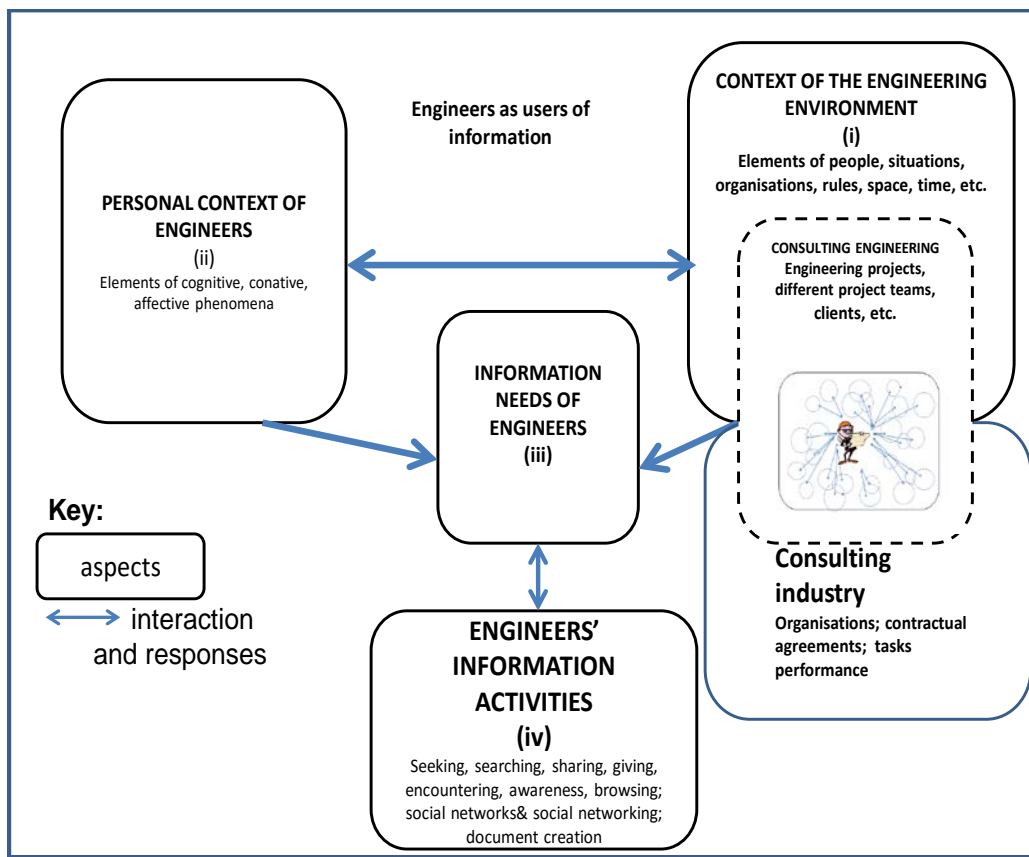 Engineers as users of
information
CONTEXT OF THE ENGINEERING
ENVIRONMENT
(i)
Elements of people, situations,
organisations, rules, space, time, etc.
PERSONAL CONTEXT OF
ENGINEERS
(ii)
Elements of cognitive, conative,
affective phenomena
CONSULTING ENGINEERING
Engineering projects,
different project teams,
clients, etc.
INFORMATION
NEEDS OF
ENGINEERS
(iii)
Key:
aspects
interaction
and responses
Consulting
industry
Organisations; contractual
agreements; tasks
performance
ENGINEERS’
INFORMATION
ACTIVITIES
(iv)
Seeking, searching, sharing, giving,
encountering, awareness, browsing;
social networks& social networking;
document creation